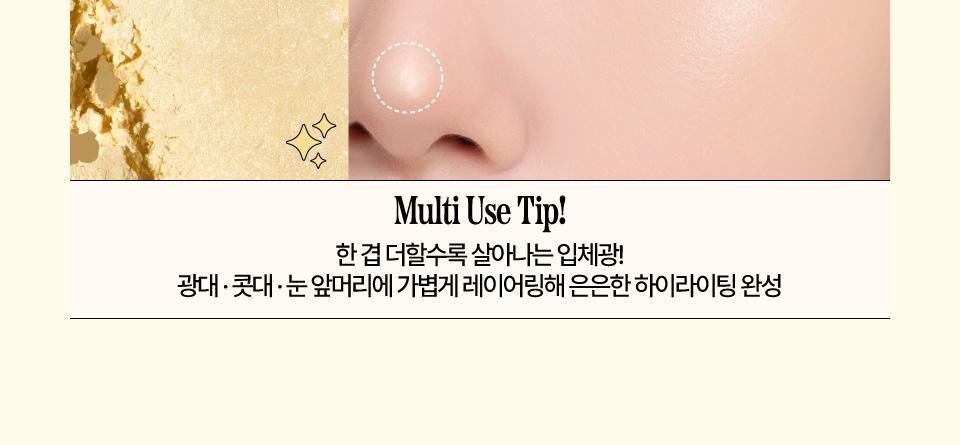 Multi Use Tip!
한 겹 더할수록 살아나는 입체광!
광대 · 콧대 · 눈 앞머리에 가볍게 레이어링해 은은한 하이라이팅 완성